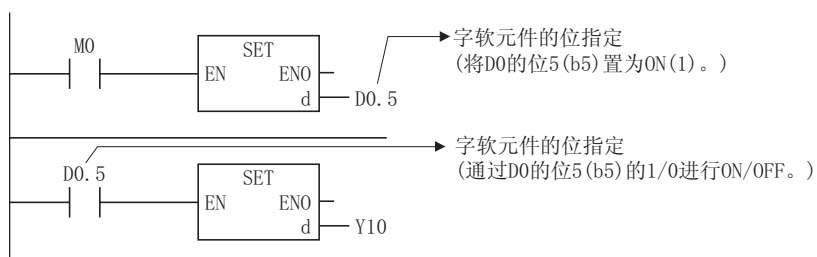 字软元件的位指定
(将D0的位5(b5)置为ON(1)。)
M0
SET
EN ENO
d D0.5
字软元件的位指定
(通过D0的位5(b5)的1/0进行ON/OFF。)
D0.5
SET
EN ENO
d Y10